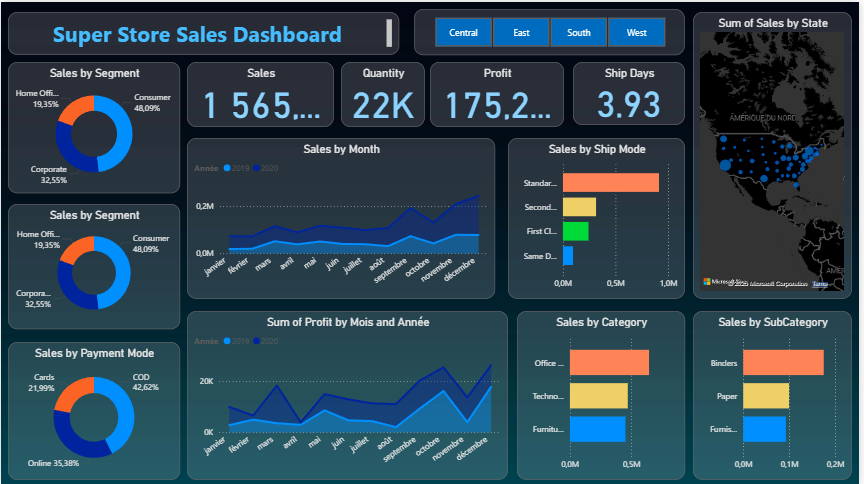 Super Store Sales Dashboard
Central
East
South
West
Sum of Sales by State
AMÉRIQUE DU NORD
AMÉR
© 2025 Microsoft Corporation Terms
Sales by Segment
Home Offi...
19,35%
Consumer
48,09%
Corporate
32,55%
Sales
1 565,...
Quantity
22K
Profit
175,2...
Ship Days
3.93
Sales by Month
Année 2019 2020
0,2M
0,0M
janvier
février
mars
avril
mai
juin
juillet
août
septembre
octobre
novembre
décembre
Sales by Ship Mode
Standar...
Second...
First Cl...
Same D...
0,0M
0,5M
1,0M
Sales by Segment
Home Offi...
19,35%
Consumer
48,09%
Corpora...
32,55%
Sales by Payment Mode
Cards
21,99%
COD
42,62%
Online 35,38%
Sum of Profit by Mois and Année
Année 2019 2020
20K
0K
janvier
février
mars
avril
mai
juin
juillet
août
septembre
octobre
novembre
décembre
Sales by Category
Office ...
Techno...
Furnitu...
0,0M
0,5M
Sales by SubCategory
Binders
Paper
Furnis...
0,0M
0,1M
0,2M